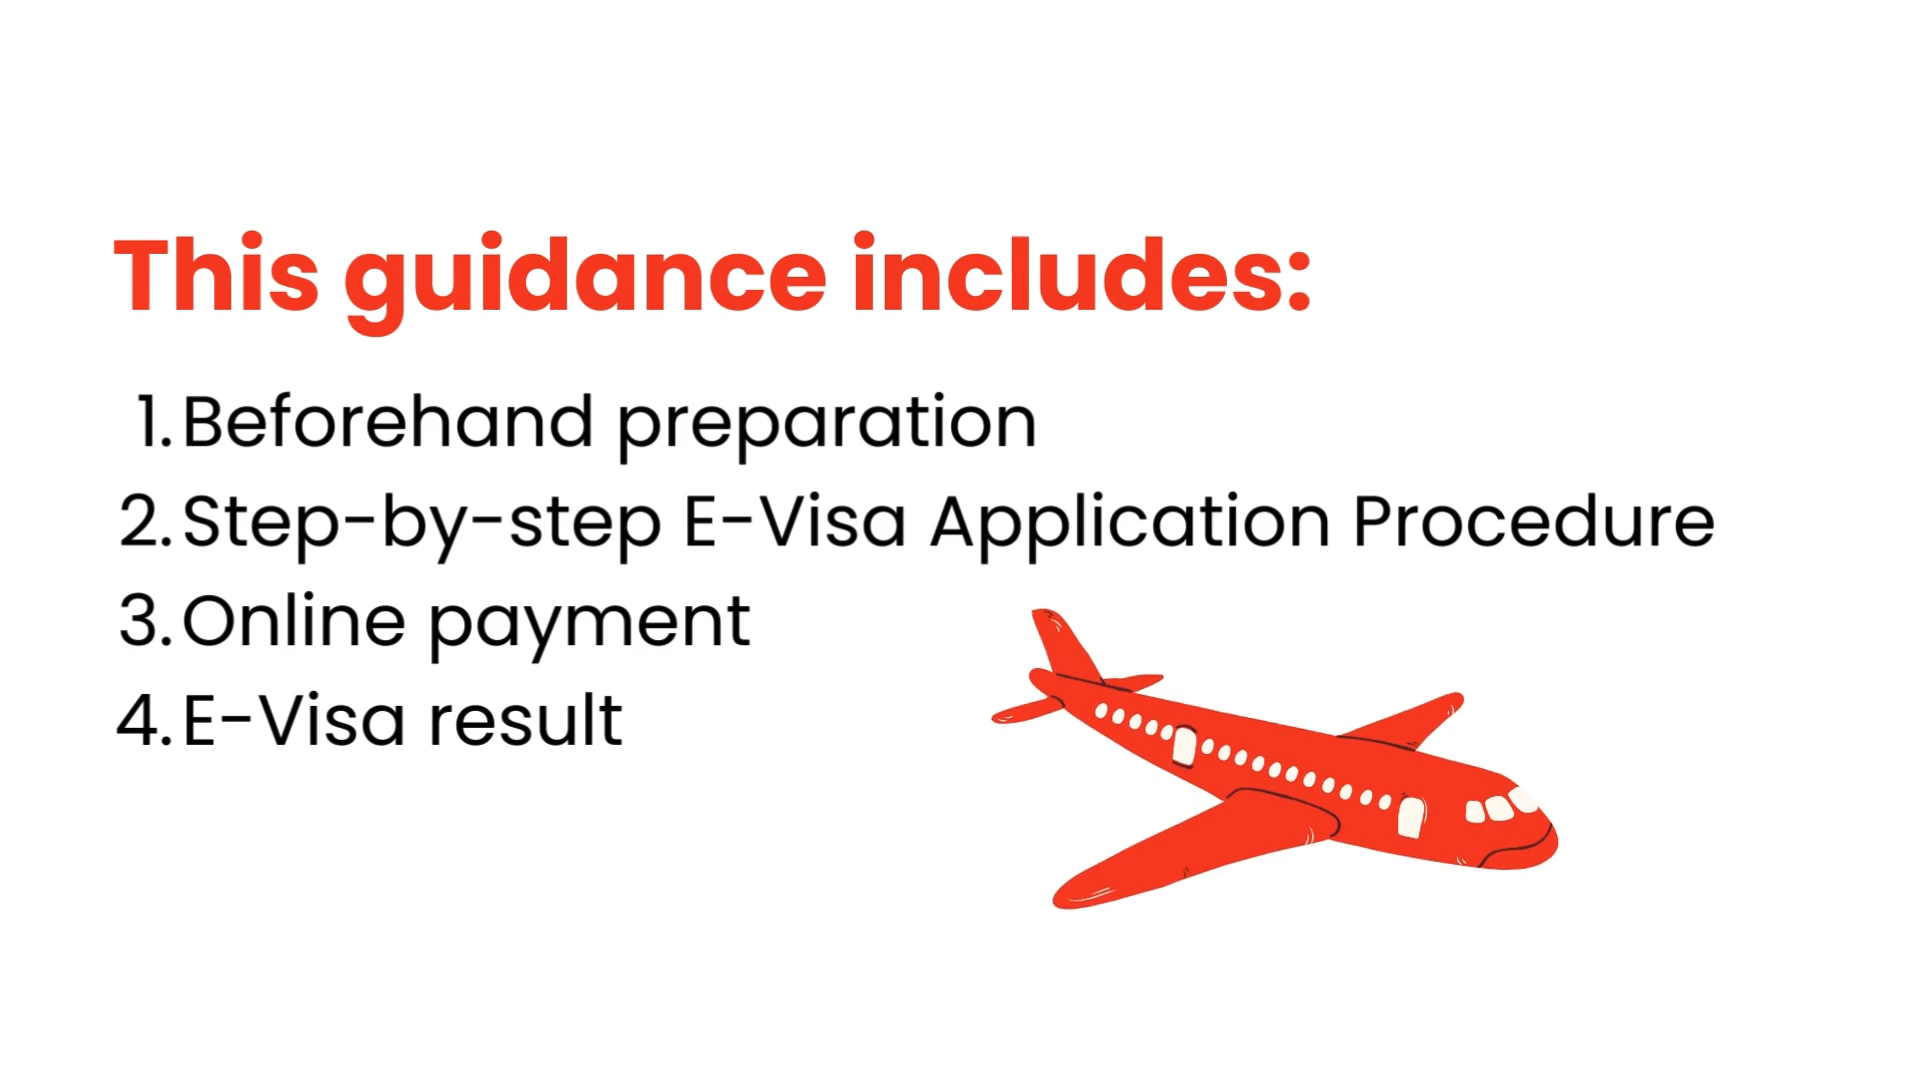 This guidance includes:
1. Beforehand preparation
2. Step-by-step E-Visa Application Procedure
3. Online payment
4. E-Visa result